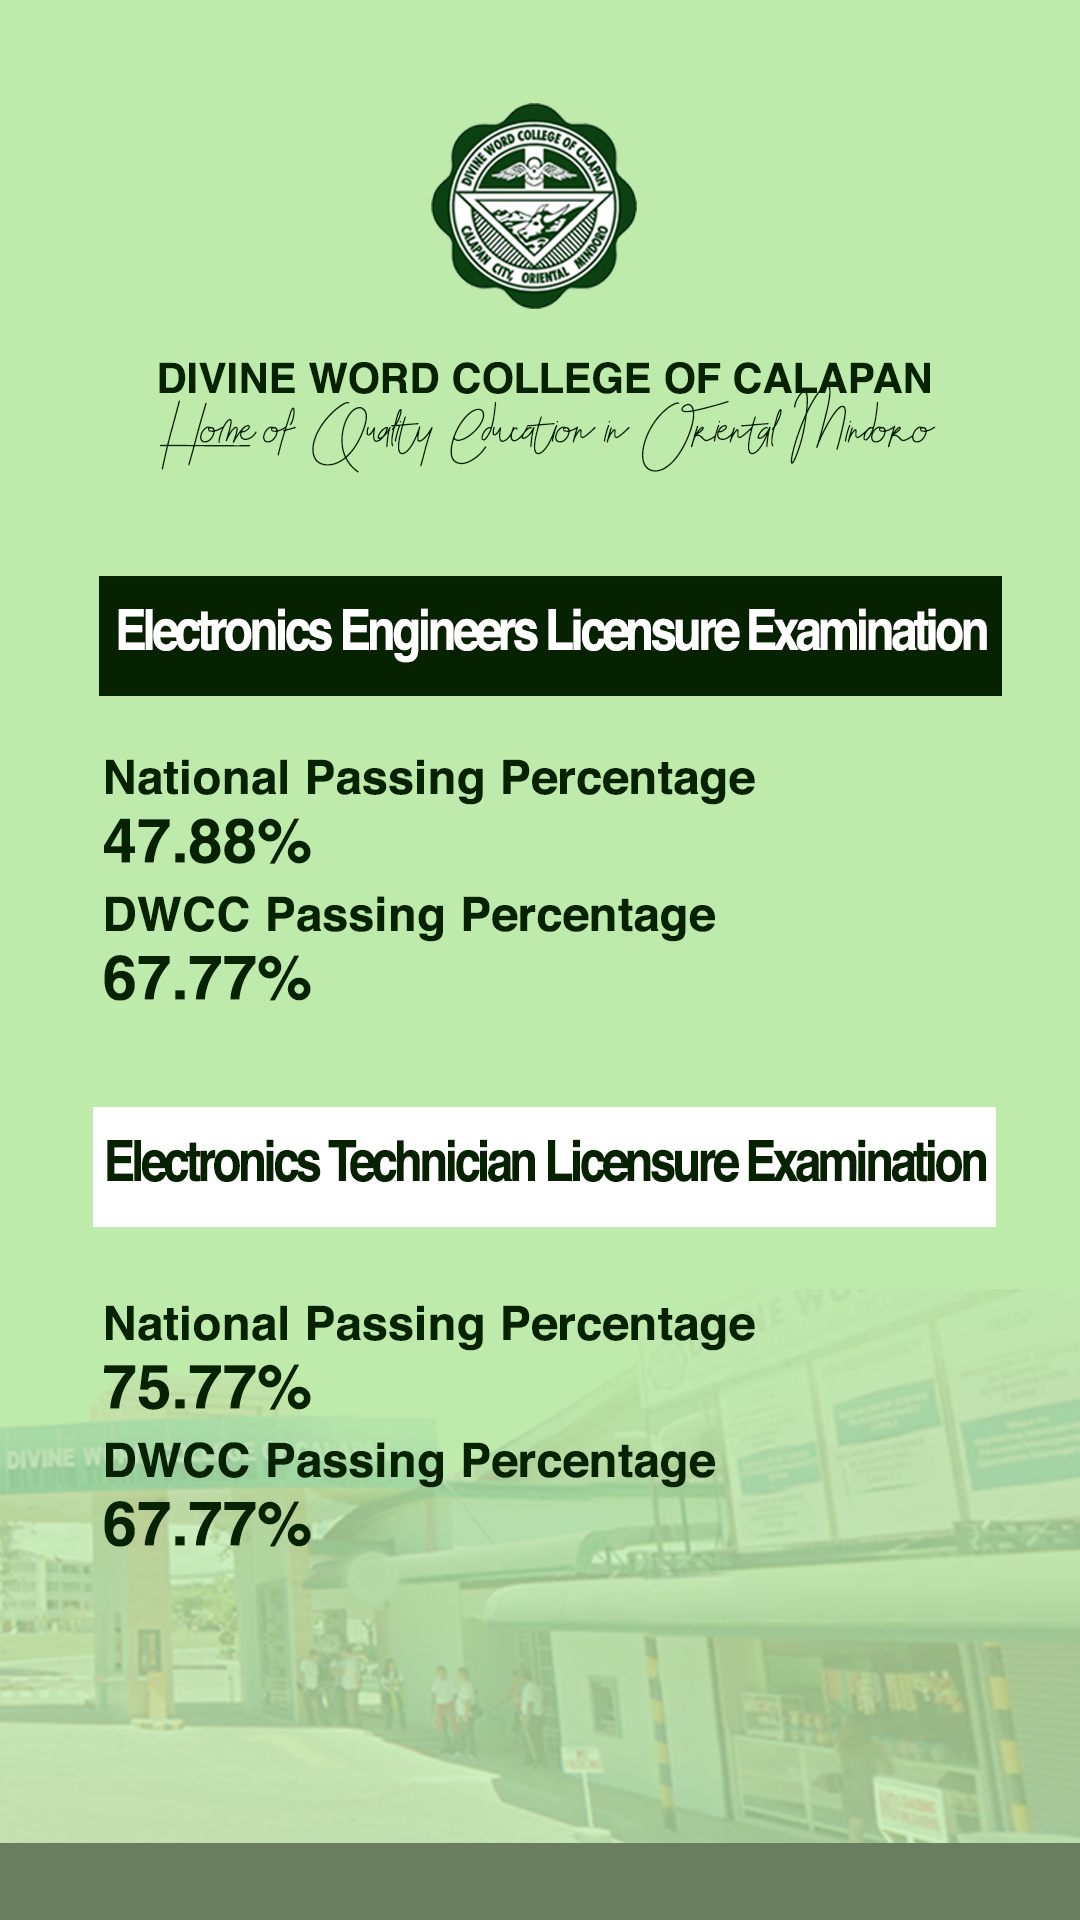 DIVINE WORD COLLEGE OF CALAPAN
CALAPAN CITY, ORIENTAL MINDORO
DIVINE WORD COLLEGE OF CALAPAN
Home of Quality Education in Oriental Mindoro
Electronics Engineers Licensure Examination
National Passing Percentage
47.88%
DWCC Passing Percentage
67.77%
Electronics Technician Licensure Examination
National Passing Percentage
75.77%
DWCC Passing Percentage
67.77%
DIVINE
NO LOADING